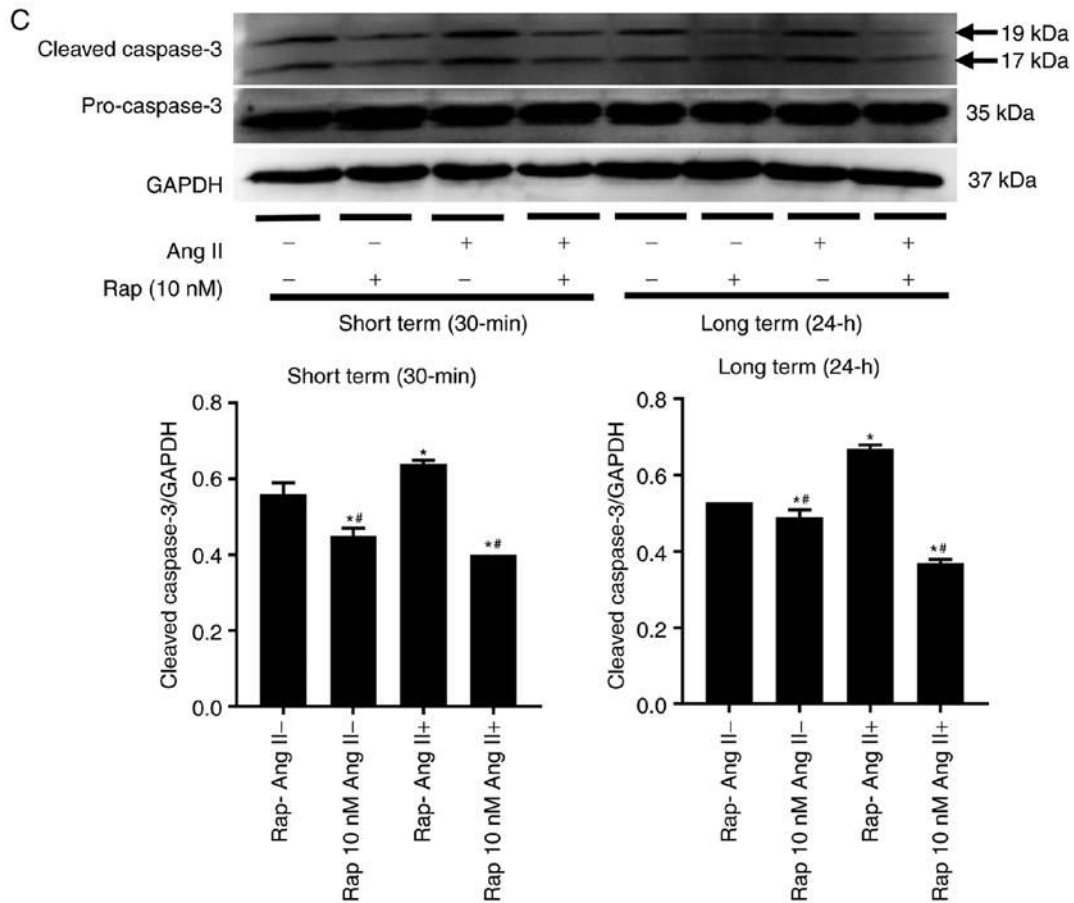 C
Cleaved caspase-3
19 kDa
17 kDa
Pro-caspase-3
35 kDa
GAPDH
37 kDa
Ang II – – + + – – + +
Rap (10 nM) – + – + – + – +
Short term (30-min) Long term (24-h)
Short term (30-min)
Cleaved caspase-3/GAPDH
0.8
0.6
0.4
0.2
0.0
*
*#
*#
Rap- Ang II–
Rap 10 nM Ang II–
Rap- Ang II+
Rap 10 nM Ang II+
Long term (24-h)
Cleaved caspase-3/GAPDH
0.8
0.6
0.4
0.2
0.0
*
*#
*#
Rap- Ang II–
Rap 10 nM Ang II–
Rap- Ang II+
Rap 10 nM Ang II+